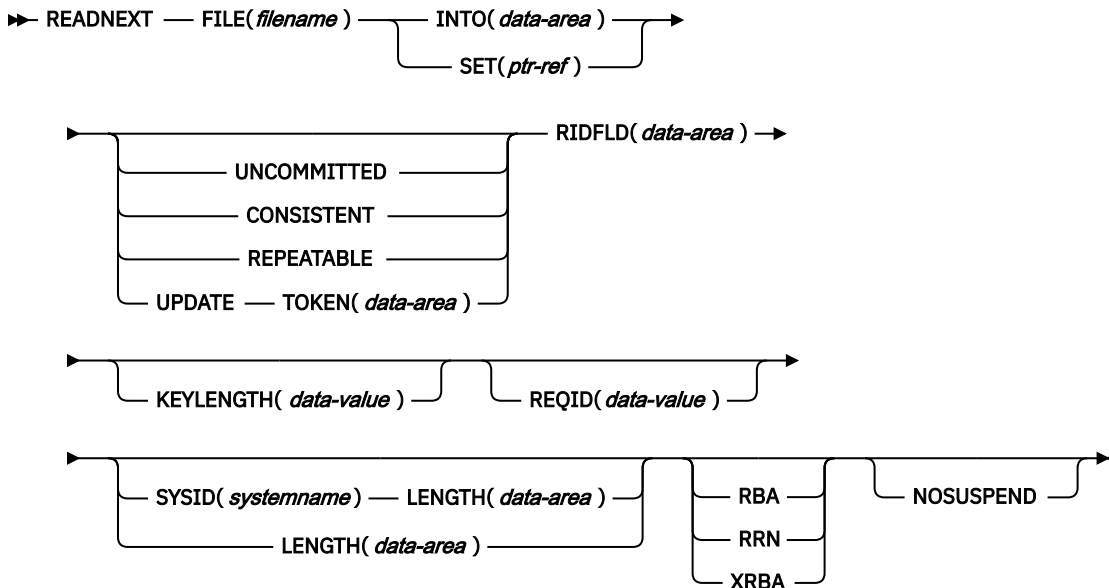 READNEXT FILE(filename) INTO(data-area)
SET(ptr-ref)
RIDFLD(data-area)
UNCOMMITTED
CONSISTENT
REPEATABLE
UPDATE TOKEN(data-area)
KEYLENGTH(data-value) REQID(data-value)
SYSID(systemname) LENGTH(data-area) RBA NOSUSPEND
LENGTH(data-area) RRN
XRBA